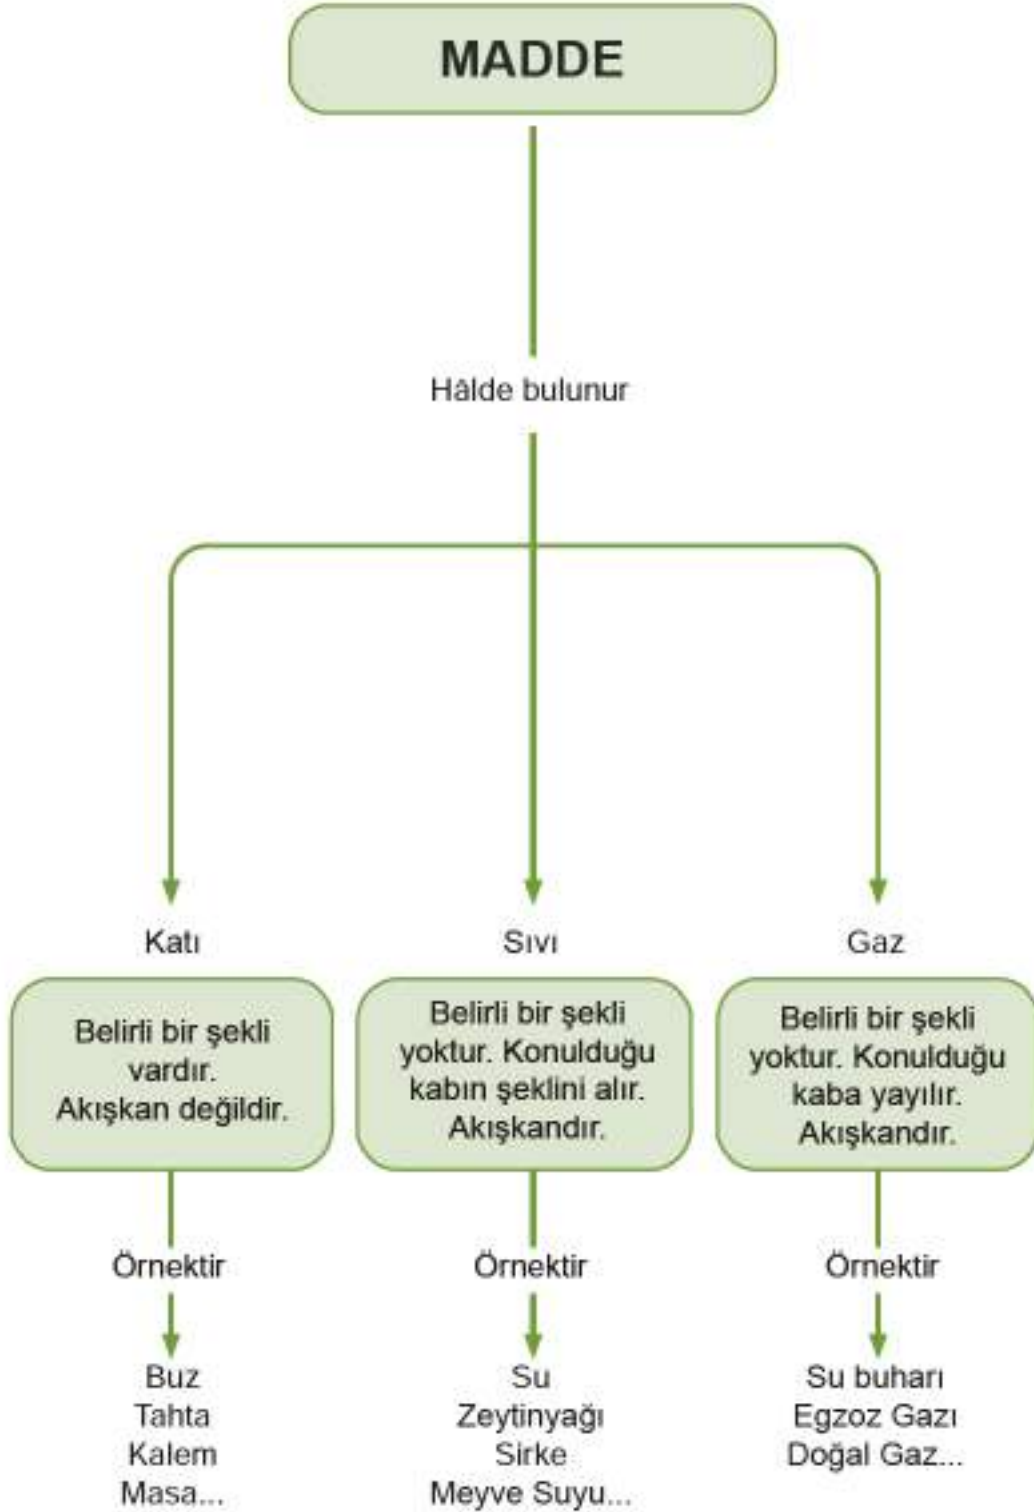 MADDE
Hâlde bulunur
Katı
Belirli bir şekli
vardır.
Akışkan değildir.
Örnektir
Buz
Tahta
Kalem
Masa...
Sıvı
Belirli bir şekli
yoktur. Konulduğu
kabın şeklini alır.
Akışkandır.
Örnektir
Su
Zeytinyağı
Sirke
Meyve Suyu...
Gaz
Belirli bir şekli
yoktur. Konulduğu
kaba yayılır.
Akışkandır.
Örnektir
Su buharı
Egzoz Gazı
Doğal Gaz...